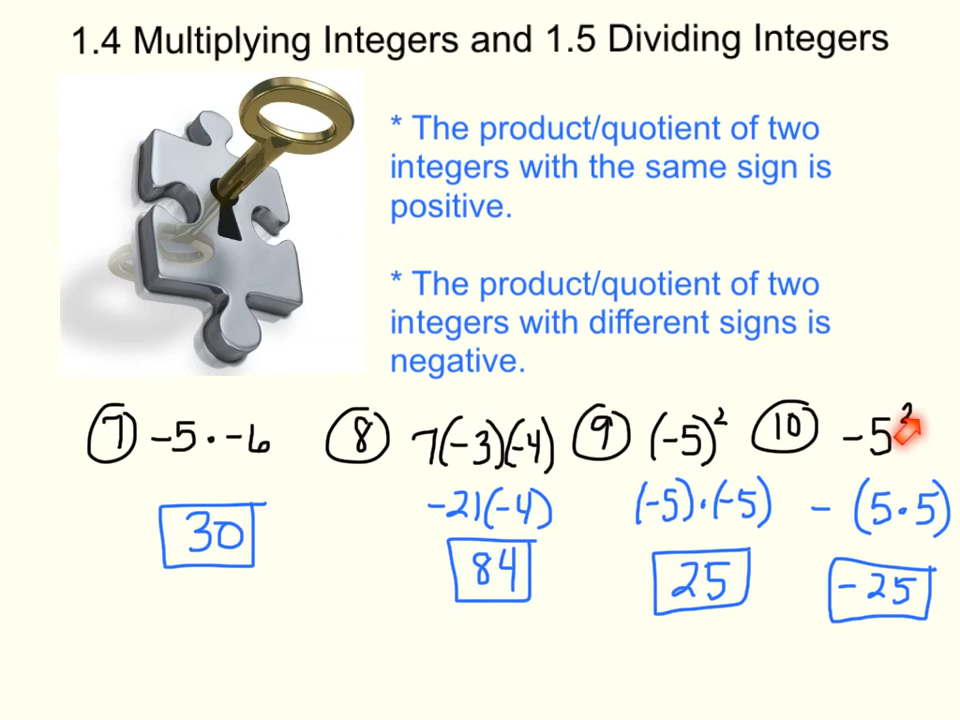 1.4 Multiplying Integers and 1.5 Dividing Integers
* The product/quotient of two
integers with the same sign is
positive.
* The product/quotient of two
integers with different signs is
negative.
7 -5 · -6
30
8 7(-3)(-4)
-21(-4)
84
9 (-5)²
(-5)·(-5)
25
10 -5²
-(5·5)
-25